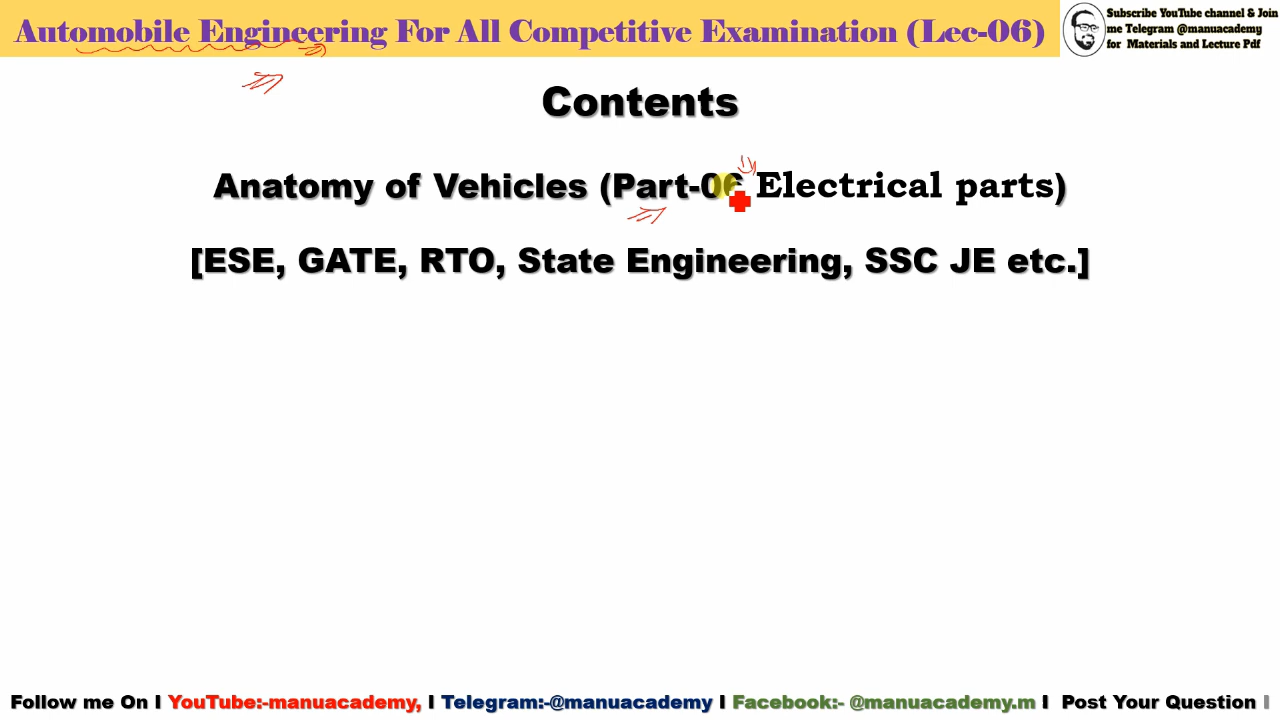 Automobile Engineering For All Competitive Examination (Lec-06)
Subscribe YouTube channel & Join
me Telegram @manuacademy
for Materials and Lecture Pdf
Contents
Anatomy of Vehicles (Part-06 Electrical parts)
[ESE, GATE, RTO, State Engineering, SSC JE etc.]
Follow me On I YouTube:-manuacademy, I Telegram:-@manuacademy I Facebook:- @manuacademy.m I Post Your Question I